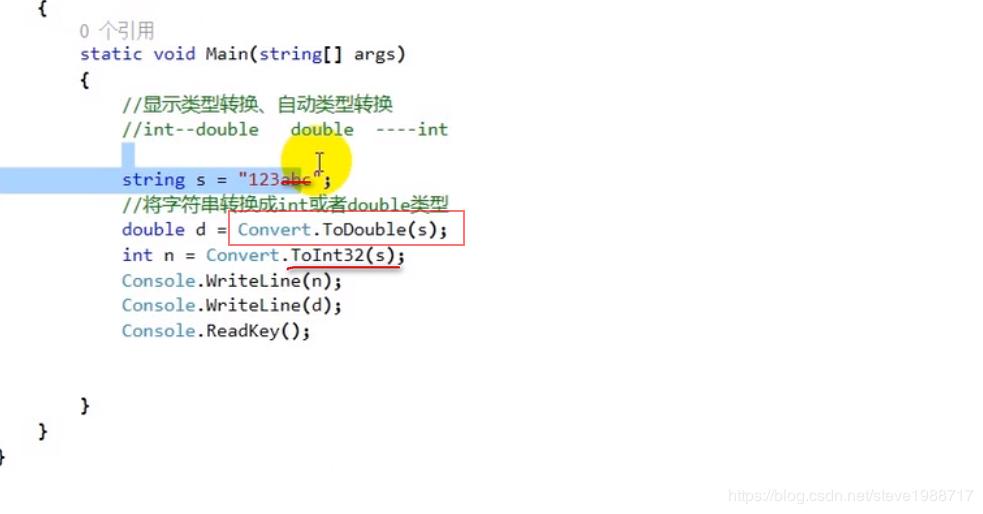 {
0 个引用
static void Main(string[] args)
{
//显示类型转换、自动类型转换
//int--double   double  ----int
string s = "123abc";
//将字符串转换成int或者double类型
double d = Convert.ToDouble(s);
int n = Convert.ToInt32(s);
Console.WriteLine(n);
Console.WriteLine(d);
Console.ReadKey();
}
}
}
https://blog.csdn.net/steve1988717